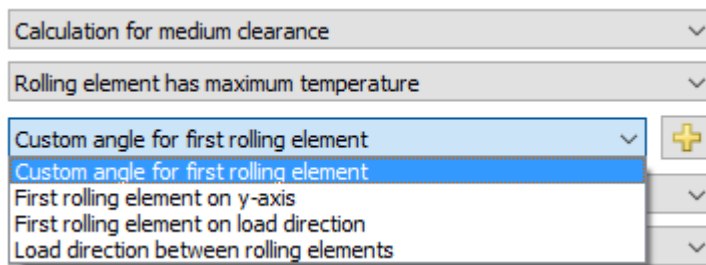 Calculation for medium clearance
Rolling element has maximum temperature
Custom angle for first rolling element
Custom angle for first rolling element
First rolling element on y-axis
First rolling element on load direction
Load direction between rolling elements